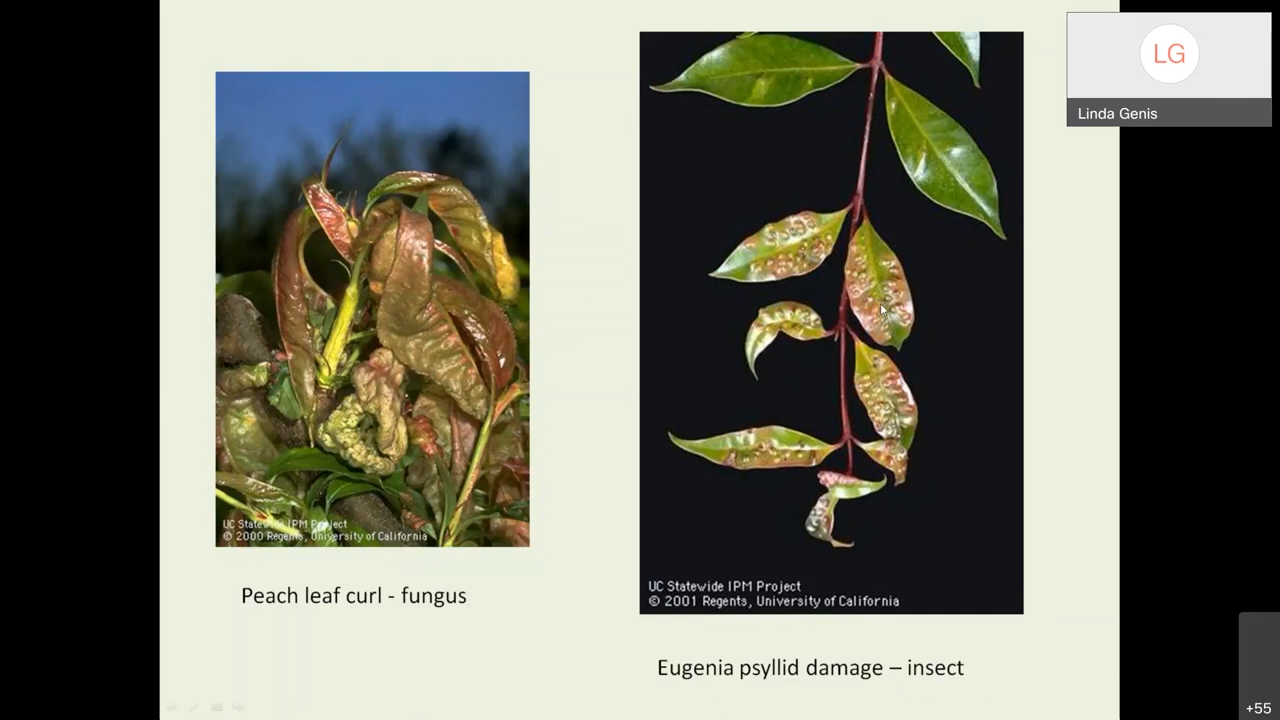 LG
Linda Genis
UC Statewide IPM Project
© 2000 Regents, University of California
Peach leaf curl - fungus
UC Statewide IPM Project
© 2001 Regents, University of California
Eugenia psyllid damage – insect
+55